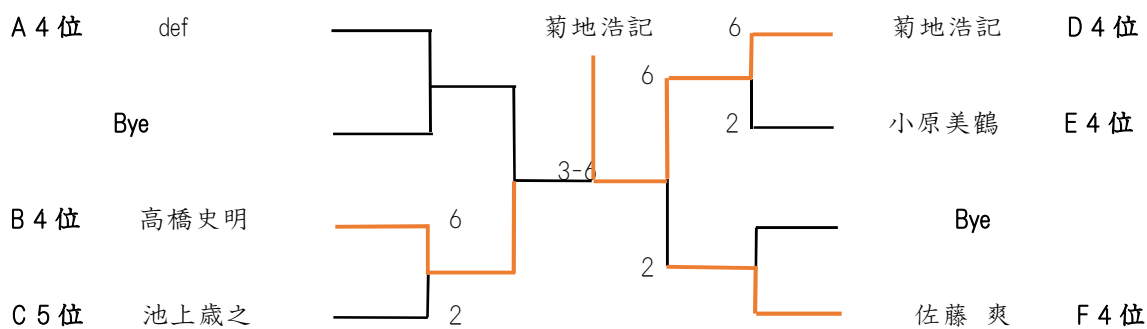 A４位 def 菊地浩記 6 菊地浩記 D４位
6
Bye 2 小原美鶴 E４位
3-6
B４位 高橋史明 6 Bye
2
C５位 池上歳之 2 佐藤 爽 F４位